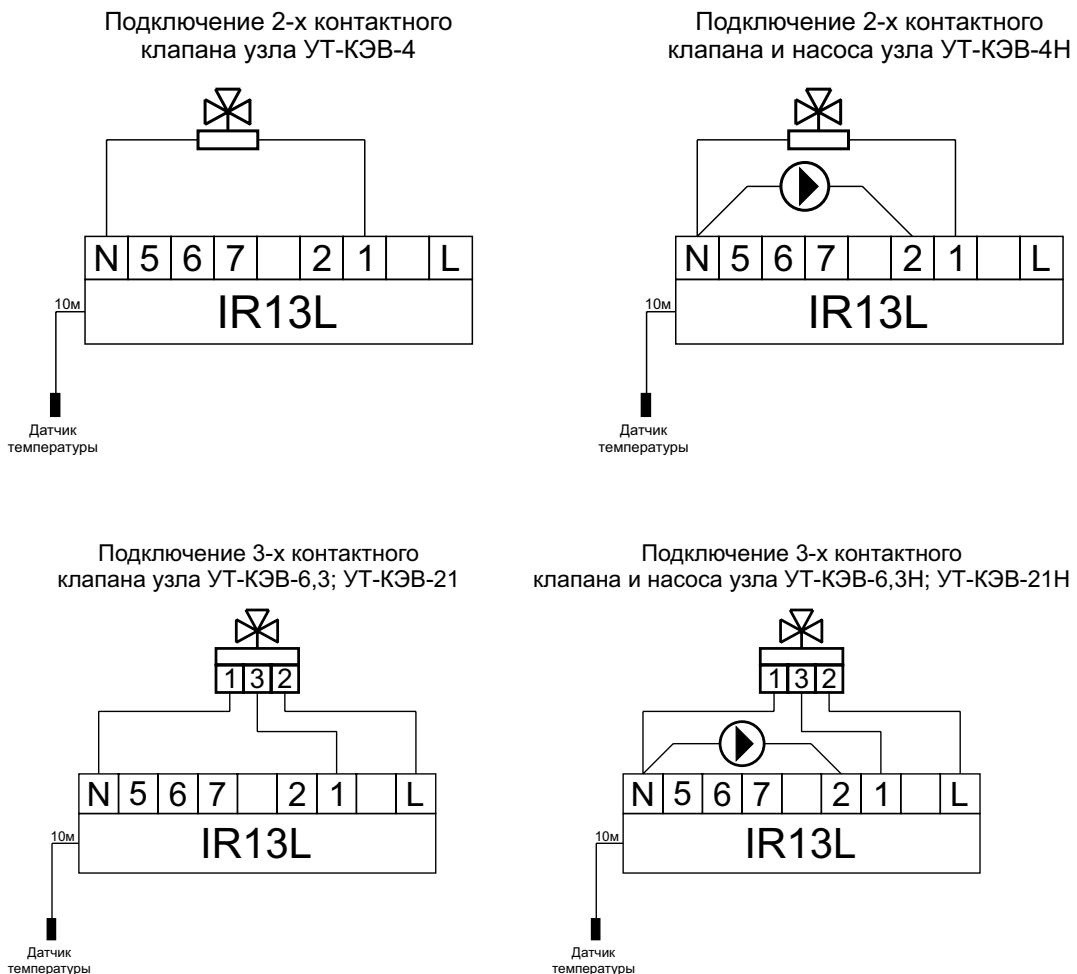 Подключение 2-х контактного
клапана узла УТ-КЭВ-4
N 5 6 7 2 1 L
IR13L
10м
Датчик
температуры
Подключение 2-х контактного
клапана и насоса узла УТ-КЭВ-4Н
N 5 6 7 2 1 L
IR13L
10м
Датчик
температуры
Подключение 3-х контактного
клапана узла УТ-КЭВ-6,3; УТ-КЭВ-21
1 3 2
N 5 6 7 2 1 L
IR13L
10м
Датчик
температуры
Подключение 3-х контактного
клапана и насоса узла УТ-КЭВ-6,3Н; УТ-КЭВ-21Н
1 3 2
N 5 6 7 2 1 L
IR13L
10м
Датчик
температуры